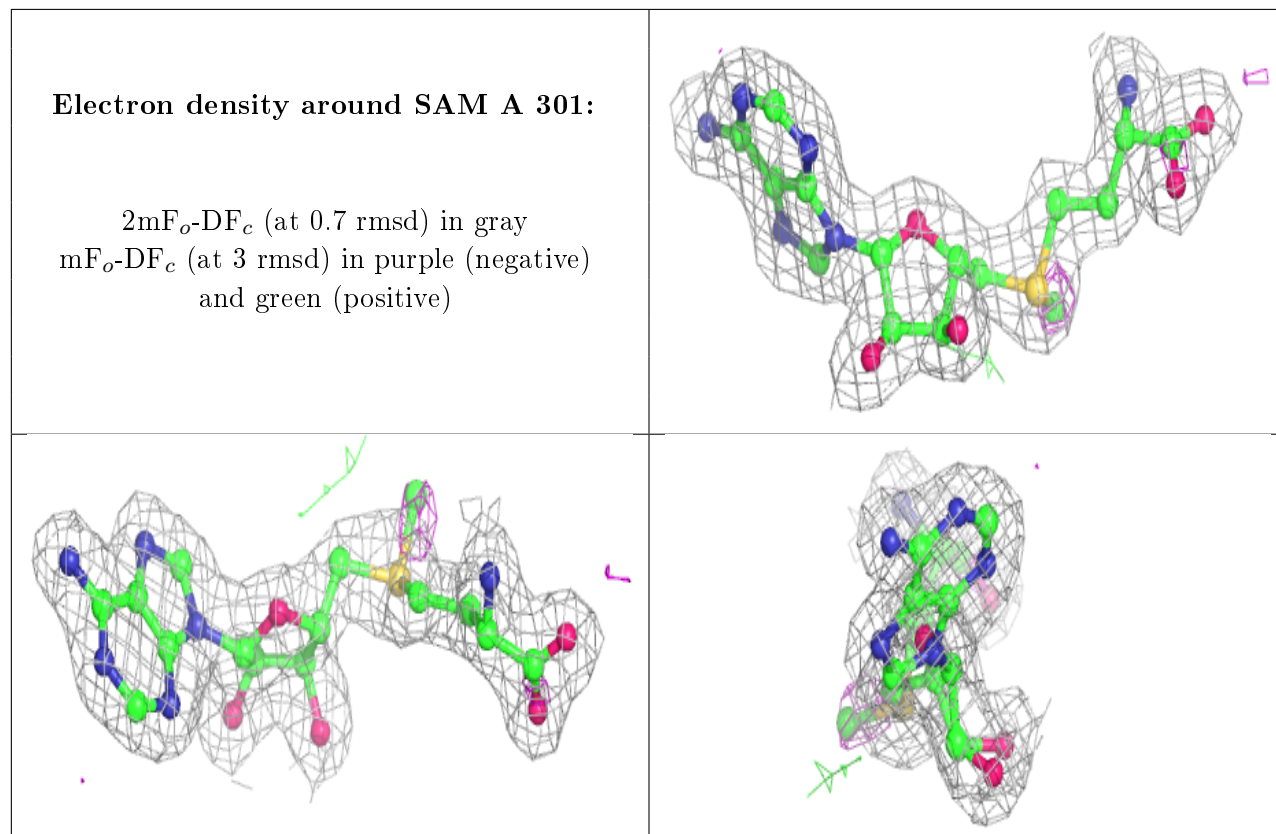 Electron density around SAM A 301:
2mFₒ-DF𝒸 (at 0.7 rmsd) in gray
mFₒ-DF𝒸 (at 3 rmsd) in purple (negative)
and green (positive)